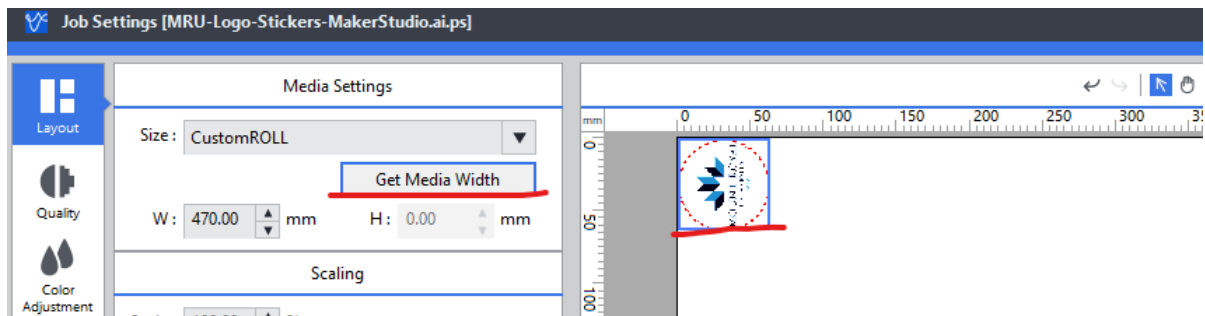 Job Settings [MRU-Logo-Stickers-MakerStudio.ai.ps]
Media Settings
Layout
Size : CustomROLL
Get Media Width
Quality
W : 470.00 mm H : 0.00 mm
Scaling
Color
Adjustment
mm
0 50 100 150 200 250 300
0
50
100